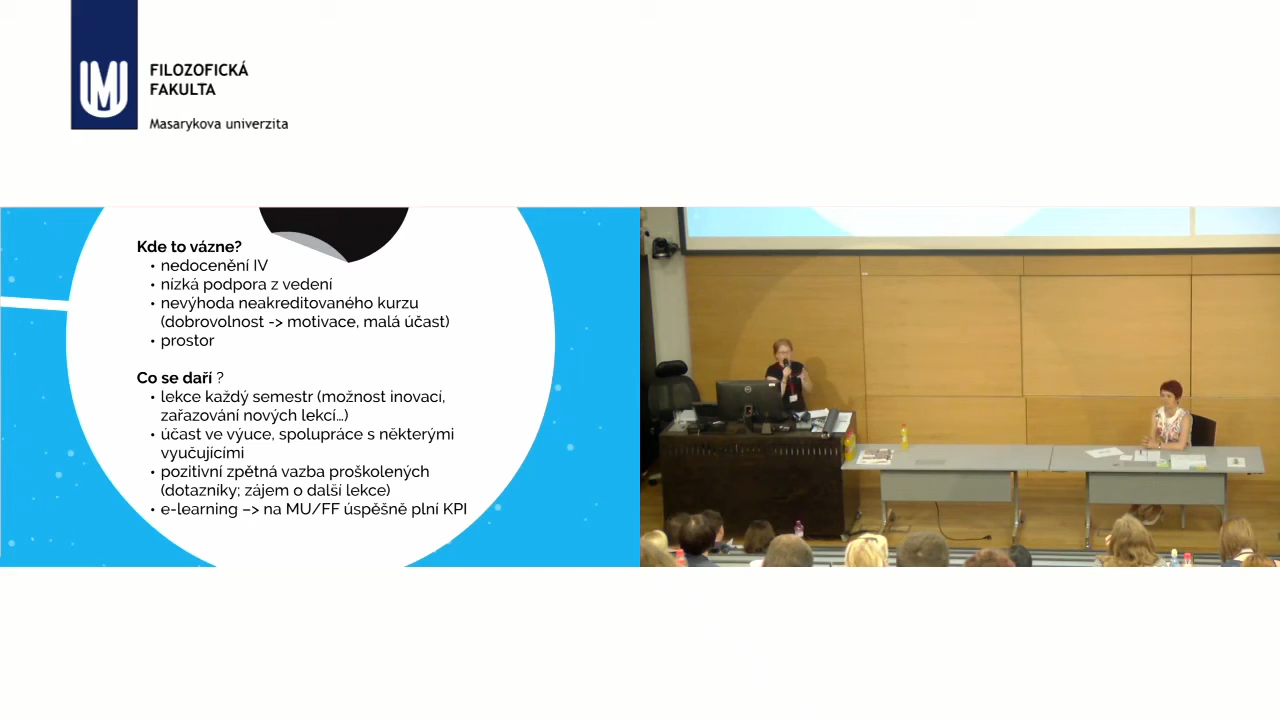 FILOZOFICKÁ
FAKULTA
Masarykova univerzita
Kde to vázne?
• nedocenění IV
• nízká podpora z vedení
• nevýhoda neakreditovaného kurzu
(dobrovolnost -> motivace, malá účast)
• prostor
Co se daří ?
• lekce každý semestr (možnost inovací,
zařazování nových lekcí...)
• účast ve výuce, spolupráce s některými
vyučujícími
• pozitivní zpětná vazba proškolených
(dotazníky; zájem o další lekce)
• e-learning –> na MU/FF úspěšně plní KPI